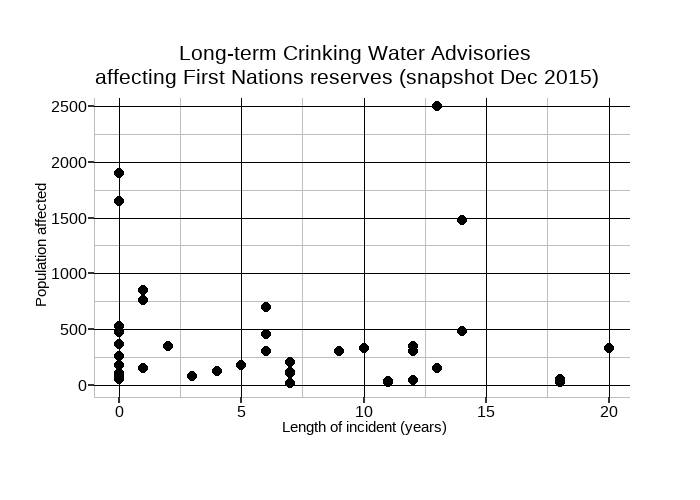 Long-term Crinking Water Advisories
affecting First Nations reserves (snapshot Dec 2015)
2500
2000
1500
1000
500
0
Population affected
0 5 10 15 20
Length of incident (years)